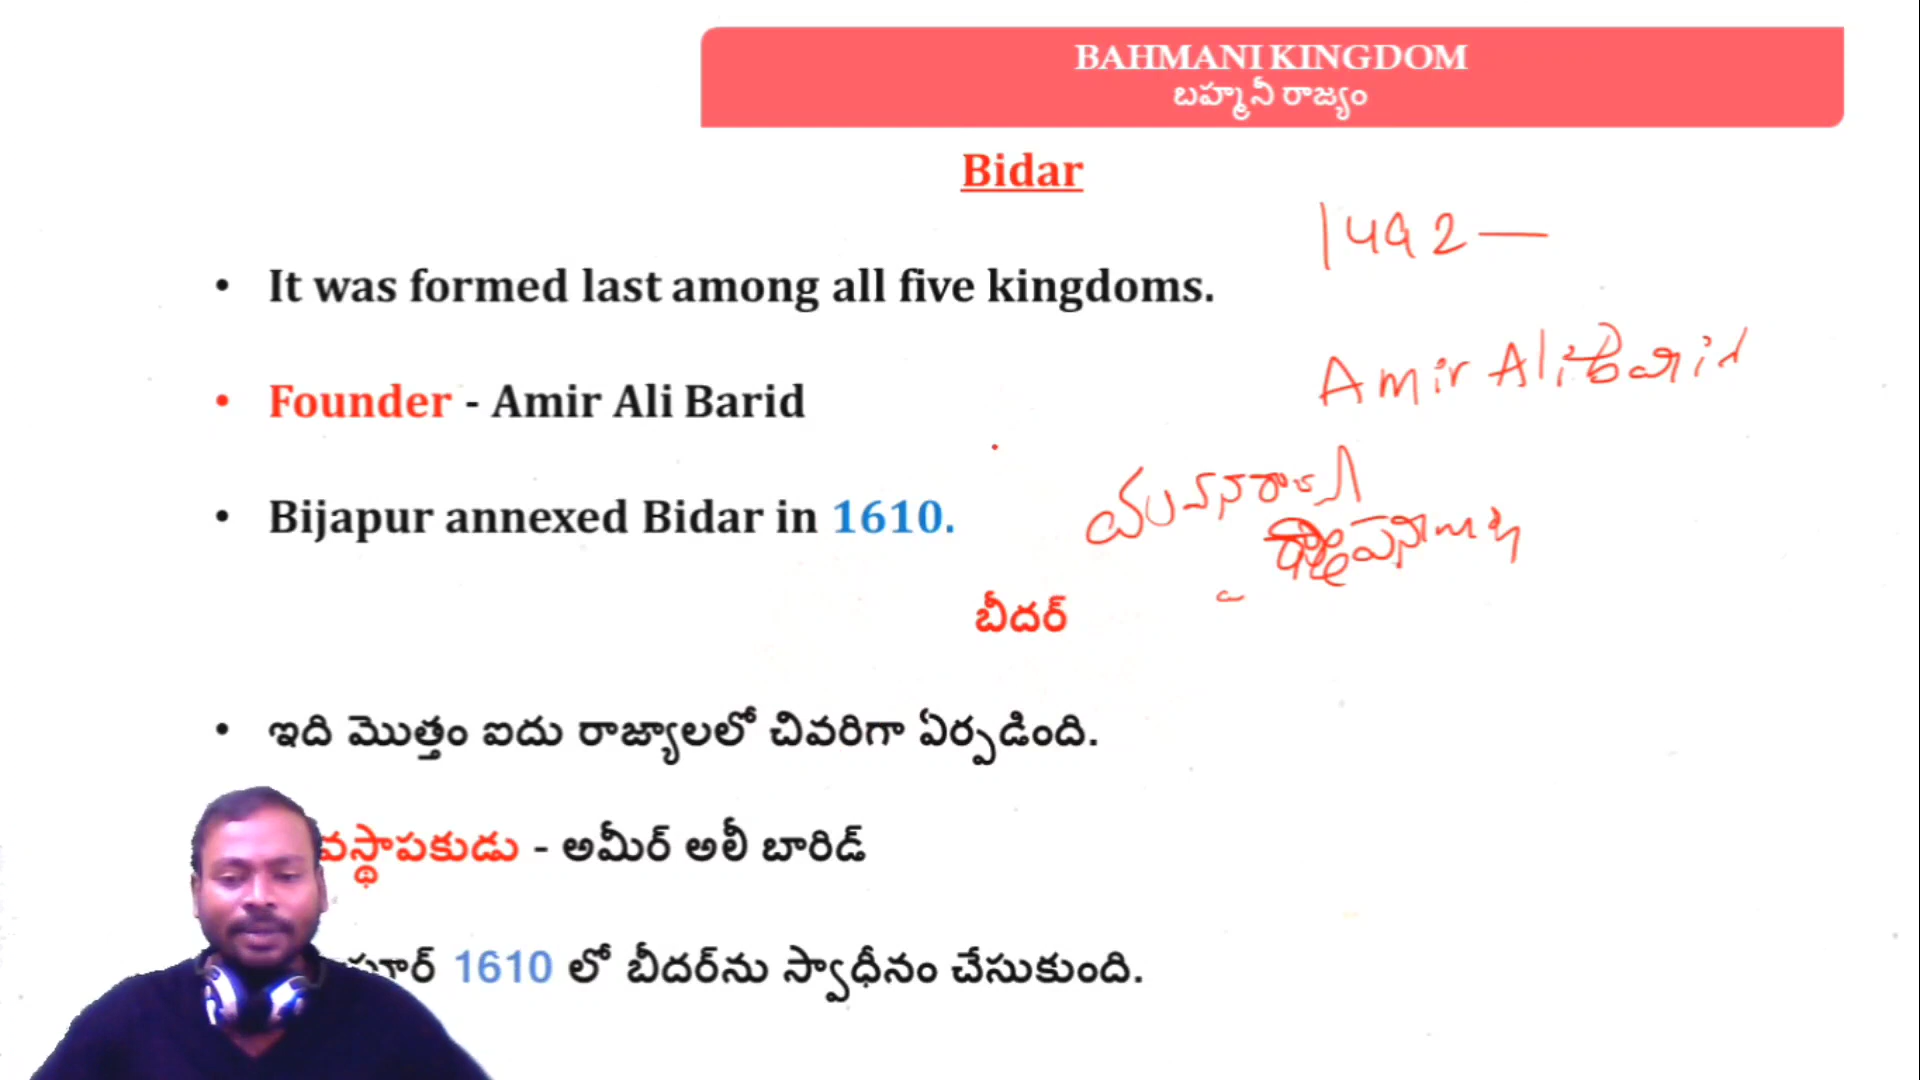 BAHMANI KINGDOM
బహ్మనీ రాజ్యం
Bidar
1492 —
• It was formed last among all five kingdoms.
Amir Ali Barid
• Founder - Amir Ali Barid
• Bijapur annexed Bidar in 1610.
బీదర్
• ఇది మొత్తం ఐదు రాజ్యాలలో చివరిగా ఏర్పడింది.
వస్థాపకుడు - అమీర్ అలీ బారిడ్
1610 లో బీదర్‌ను స్వాధీనం చేసుకుంది.